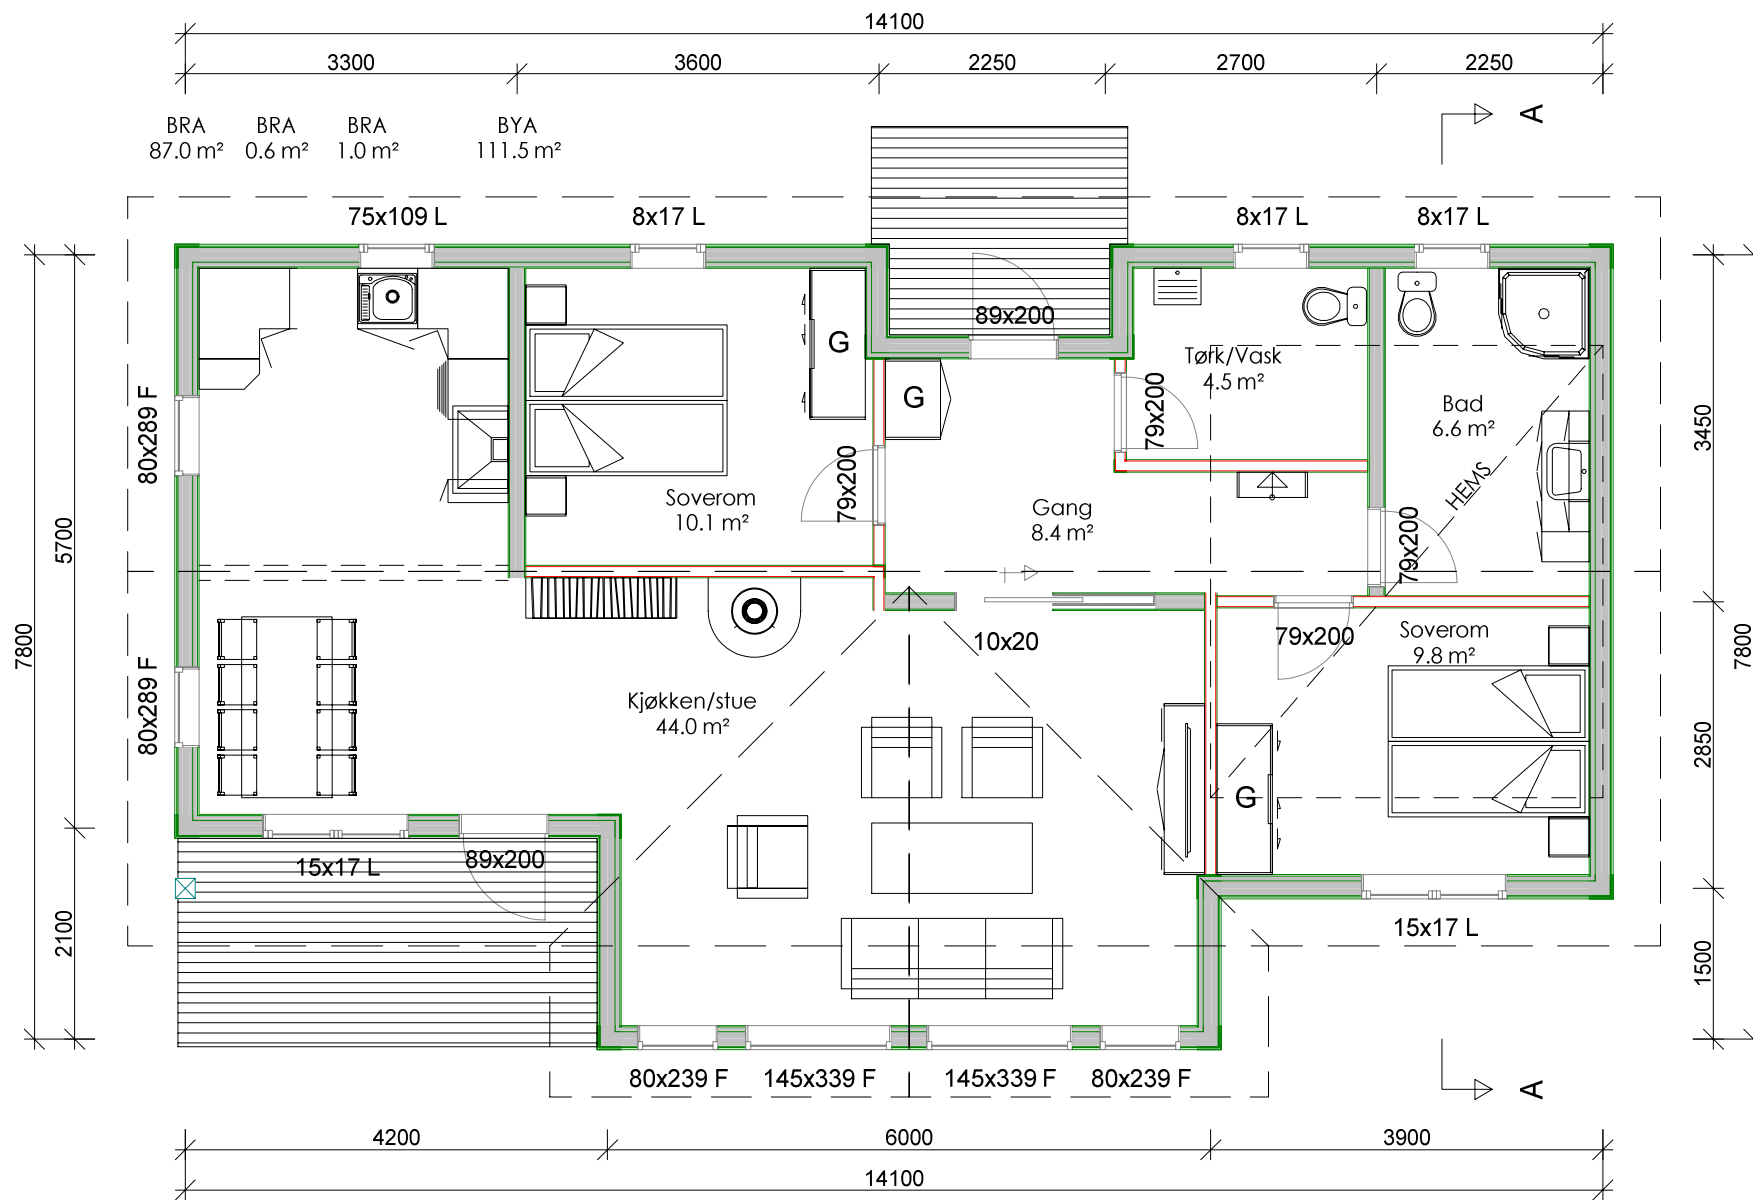 14100
3300 3600 2250 2700 2250
BRA BRA BRA BYA
87.0 m² 0.6 m² 1.0 m² 111.5 m²
A
75x109 L 8x17 L 8x17 L 8x17 L
89x200
G
Tørk/Vask
4.5 m²
G
79x200
Bad
6.6 m²
80x289 F
3450
79x200
HEMS
Soverom
10.1 m²
Gang
8.4 m²
5700
79x200
7800
10x20
79x200
Soverom
9.8 m²
7800
80x289 F
Kjøkken/stue
44.0 m²
2850
G
15x17 L
89x200
2100
15x17 L
1500
80x239 F 145x339 F 145x339 F 80x239 F
A
4200 6000 3900
14100